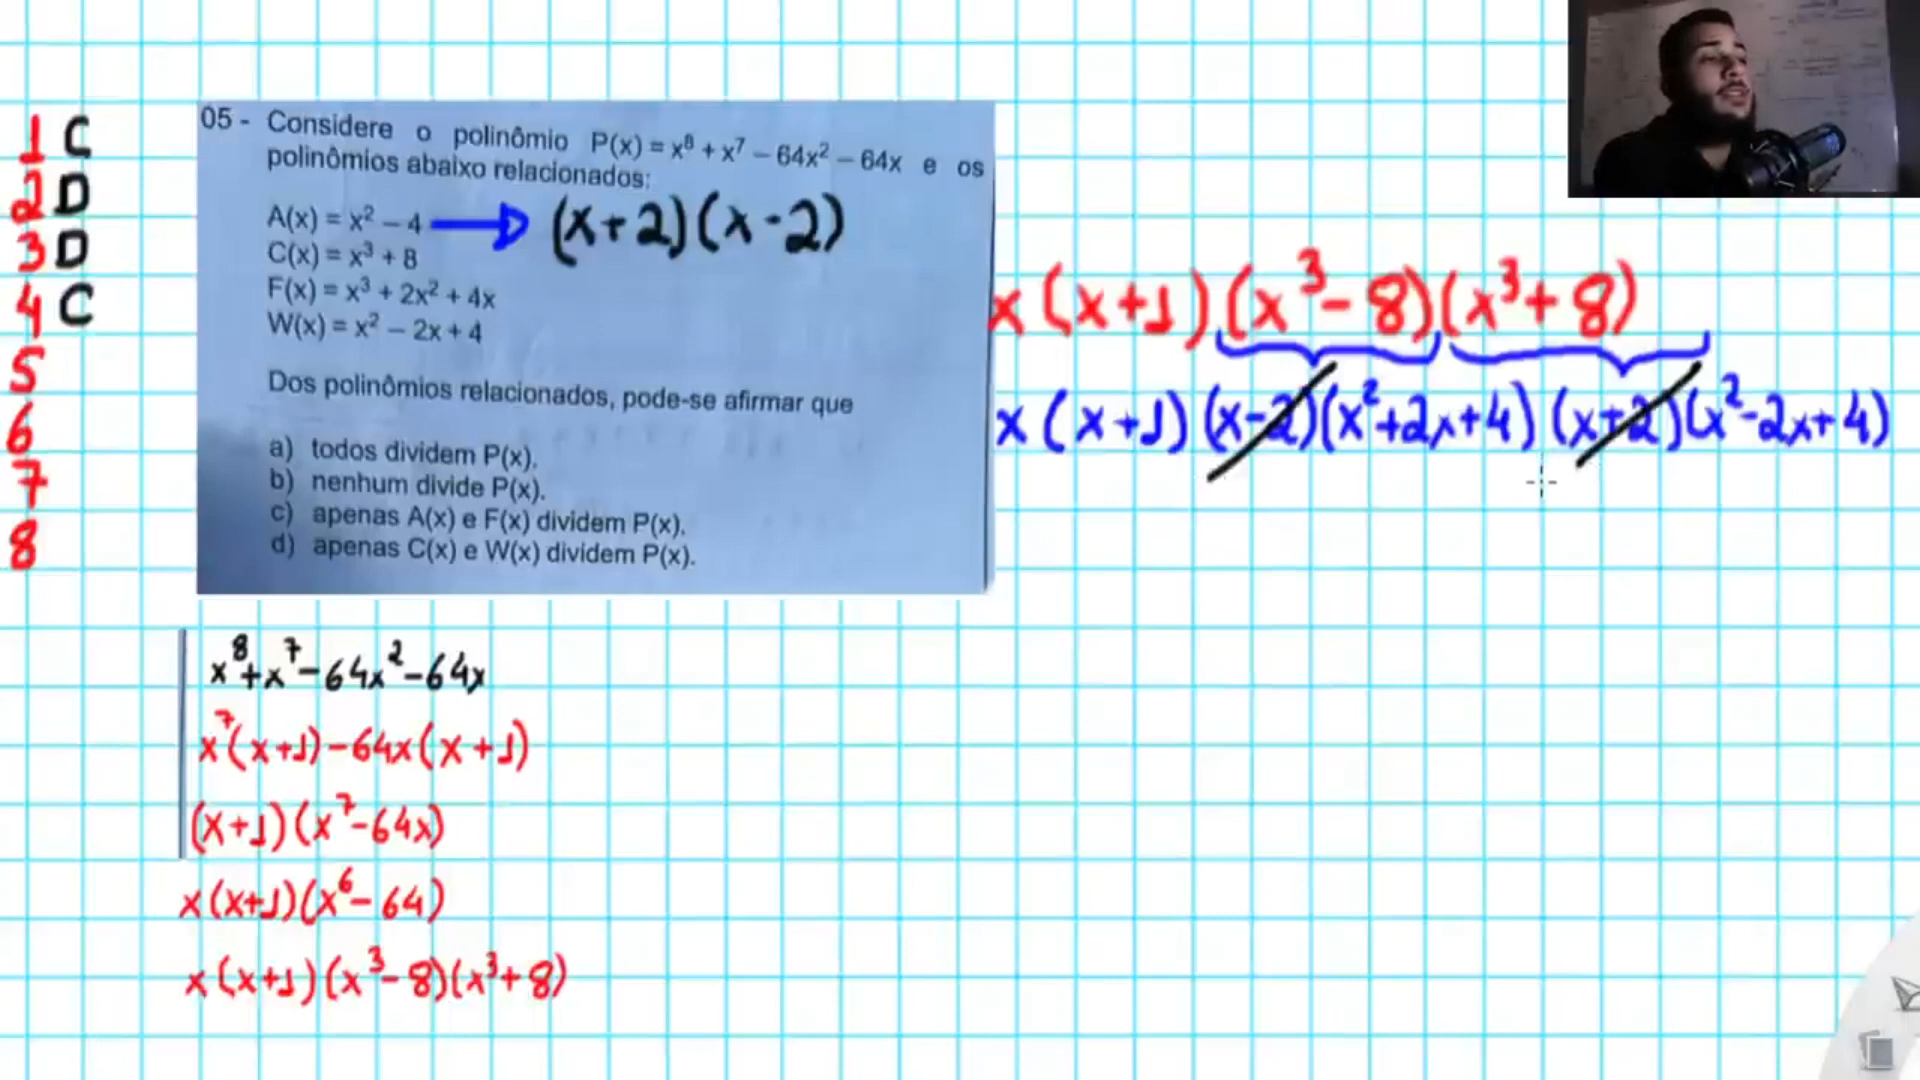 1 C
2 D
3 D
4 C
5
6
7
8
05 - Considere o polinômio P(x) = x⁸ + x⁷ – 64x² – 64x e os
polinômios abaixo relacionados:
A(x) = x² – 4 (x+2)(x-2)
C(x) = x³ + 8
F(x) = x³ + 2x² + 4x
W(x) = x² – 2x + 4
Dos polinômios relacionados, pode-se afirmar que
a) todos dividem P(x).
b) nenhum divide P(x).
c) apenas A(x) e F(x) dividem P(x).
d) apenas C(x) e W(x) dividem P(x).
x(x+1)(x³-8)(x³+8)
x(x+1)(x-2)(x²+2x+4)(x+2)(x²-2x+4)
x⁸+x⁷-64x²-64x
x⁷(x+1)-64x(x+1)
(x+1)(x⁷-64x)
x(x+1)(x⁶-64)
x(x+1)(x³-8)(x³+8)